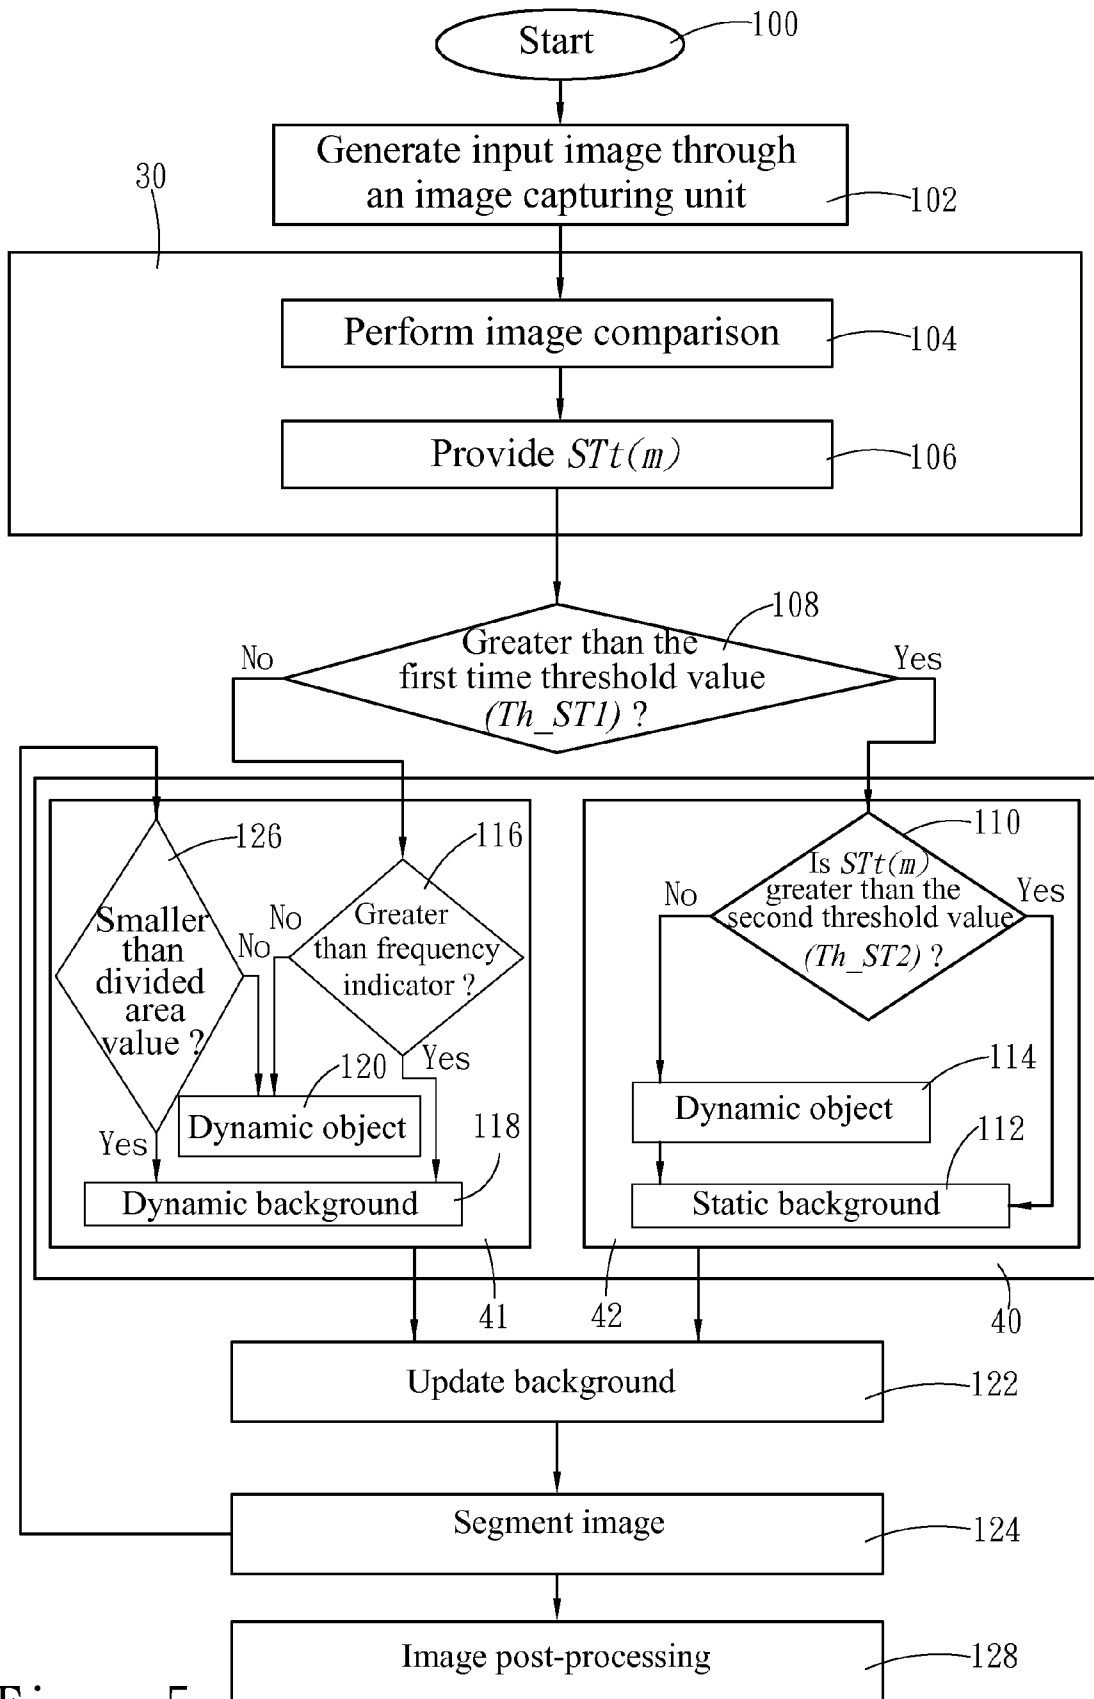 Start
100
Generate input image through
an image capturing unit
102
30
Perform image comparison
104
Provide STt(m)
106
108
Greater than the
first time threshold value
(Th_ST1) ?
No
Yes
126
Smaller
than
divided
area
value ?
No
Yes
116
Greater
than frequency
indicator ?
No
Yes
120
Dynamic object
118
Dynamic background
110
Is STt(m)
greater than the
second threshold value
(Th_ST2) ?
No
Yes
114
Dynamic object
112
Static background
41
42
40
Update background
122
Segment image
124
Image post-processing
128